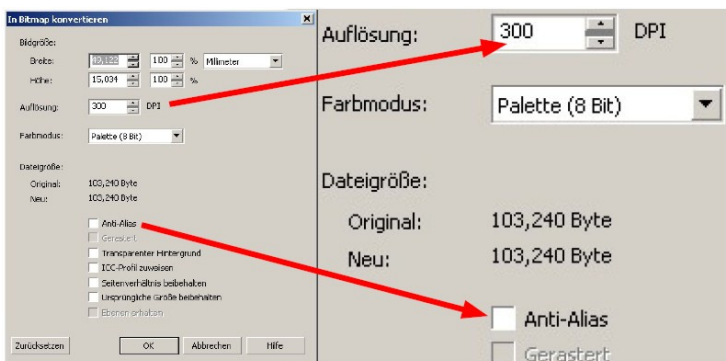 In Bitmap konvertieren
Bildgröße:
Breite: 100 % Millimeter
Höhe: 15,034 100 %
Auflösung: 300 DPI
Farbmodus: Palette (8 Bit)
Dateigröße:
Original: 103,240 Byte
Neu: 103,240 Byte
Anti-Alias
Gerastert
Transparenter Hintergrund
ICC-Profil zuweisen
Seitenverhältnis beibehalten
Ursprüngliche Größe beibehalten
Ebenen erhalten
Zurücksetzen OK Abbrechen Hilfe
Auflösung: 300 DPI
Farbmodus: Palette (8 Bit)
Dateigröße:
Original: 103,240 Byte
Neu: 103,240 Byte
Anti-Alias
Gerastert